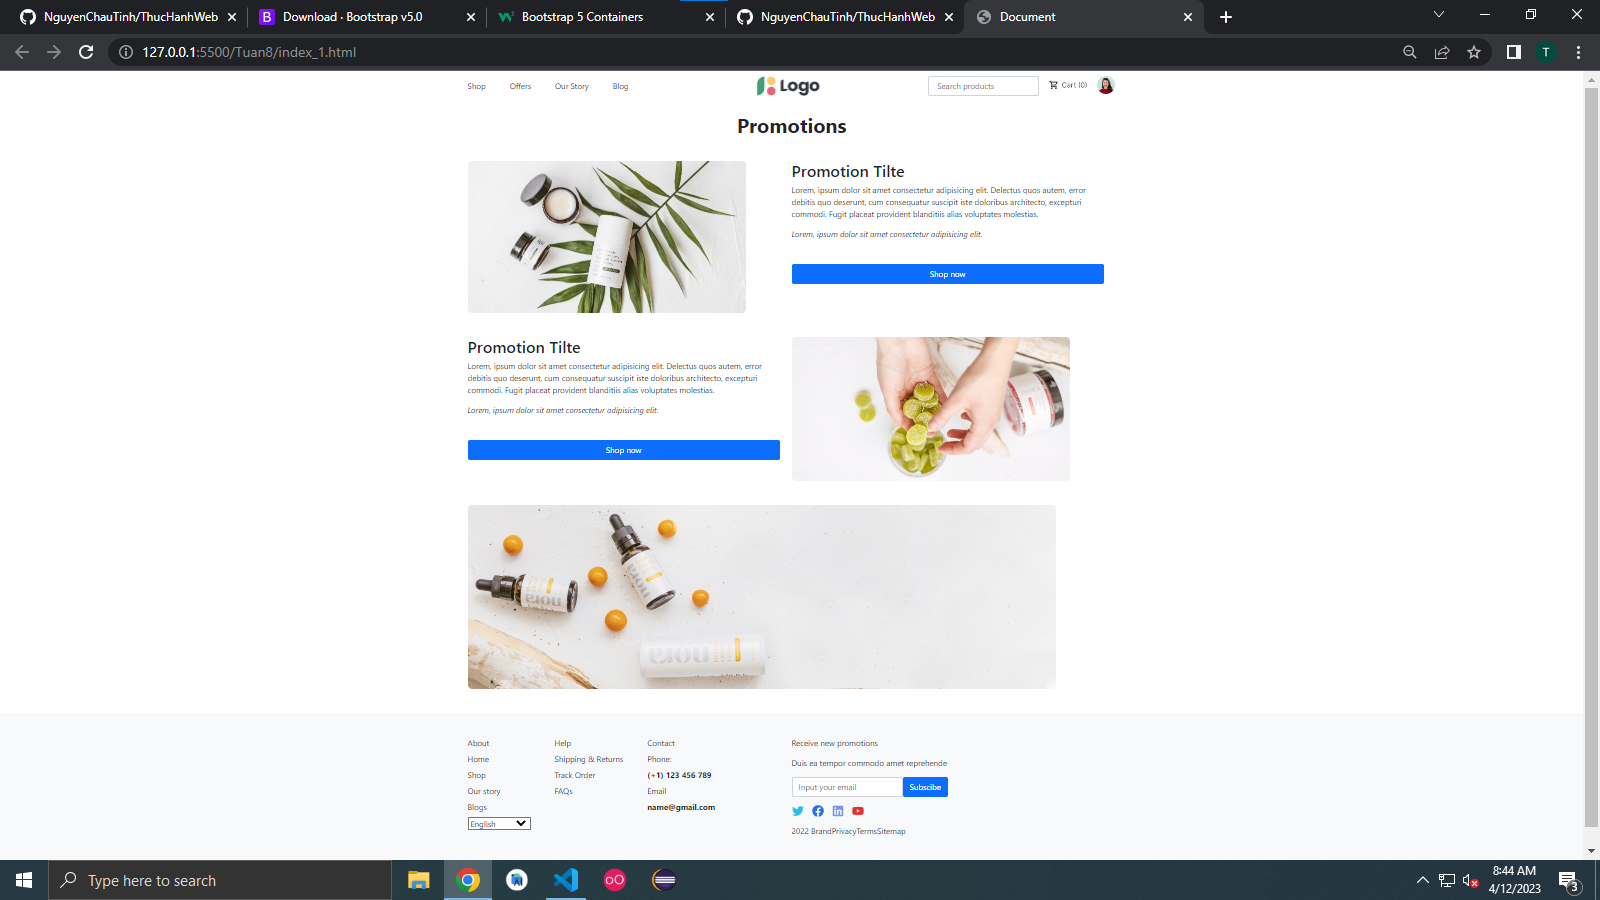 NguyenChauTinh/ThucHanhWeb
Download · Bootstrap v5.0
Bootstrap 5 Containers
NguyenChauTinh/ThucHanhWeb
Document
127.0.0.1:5500/Tuan8/index_1.html
T
Shop Offers Our Story Blog
Logo
Search products
Cart (0)
Promotions
Promotion Tilte
Lorem, ipsum dolor sit amet consectetur adipisicing elit. Delectus quos autem, error
debitis quo deserunt, cum consequatur suscipit iste doloribus architecto, excepturi
commodi. Fugit placeat provident blanditiis alias voluptates molestias.
Lorem, ipsum dolor sit amet consectetur adipisicing elit.
Shop now
Promotion Tilte
Lorem, ipsum dolor sit amet consectetur adipisicing elit. Delectus quos autem, error
debitis quo deserunt, cum consequatur suscipit iste doloribus architecto, excepturi
commodi. Fugit placeat provident blanditiis alias voluptates molestias.
Lorem, ipsum dolor sit amet consectetur adipisicing elit.
Shop now
nora
nora
nora
About
Home
Shop
Our story
Blogs
English
Help
Shipping & Returns
Track Order
FAQs
Contact
Phone:
(+1) 123 456 789
Email
name@gmail.com
Receive new promotions
Duis ea tempor commodo amet reprehende
Input your email
Subscibe
2022 BrandPrivacyTermsSitemap
Type here to search
8:44 AM
4/12/2023
3